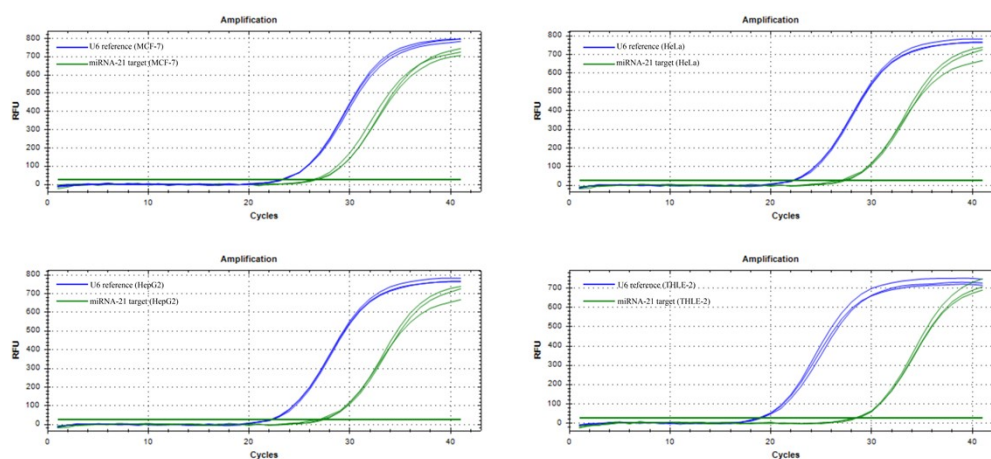 Amplification
800
700
600
500
400
300
200
100
0
RFU
U6 reference (MCF-7)
miRNA-21 target (MCF-7)
0
10
20
30
40
Cycles
Amplification
800
700
600
500
400
300
200
100
0
RFU
U6 reference (HeLa)
miRNA-21 target (HeLa)
0
10
20
30
40
Cycles
Amplification
800
700
600
500
400
300
200
100
0
RFU
U6 reference (HepG2)
miRNA-21 target (HepG2)
0
10
20
30
40
Cycles
Amplification
700
600
500
400
300
200
100
0
RFU
U6 reference (THLE-2)
miRNA-21 target (THLE-2)
0
10
20
30
40
Cycles